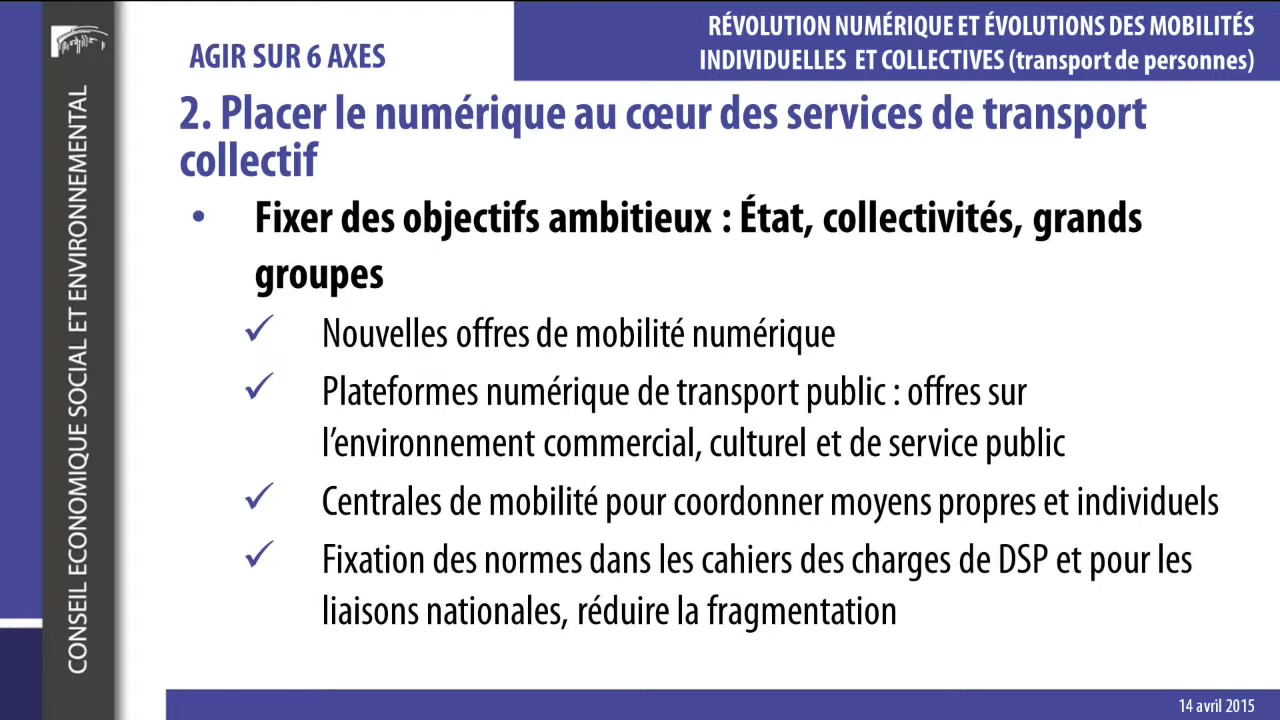 CONSEIL ECONOMIQUE SOCIAL ET ENVIRONNEMENTAL
AGIR SUR 6 AXES
RÉVOLUTION NUMÉRIQUE ET ÉVOLUTIONS DES MOBILITÉS
INDIVIDUELLES ET COLLECTIVES (transport de personnes)
2. Placer le numérique au cœur des services de transport
collectif
• Fixer des objectifs ambitieux : État, collectivités, grands
groupes
✓ Nouvelles offres de mobilité numérique
✓ Plateformes numérique de transport public : offres sur
l’environnement commercial, culturel et de service public
✓ Centrales de mobilité pour coordonner moyens propres et individuels
✓ Fixation des normes dans les cahiers des charges de DSP et pour les
liaisons nationales, réduire la fragmentation
14 avril 2015